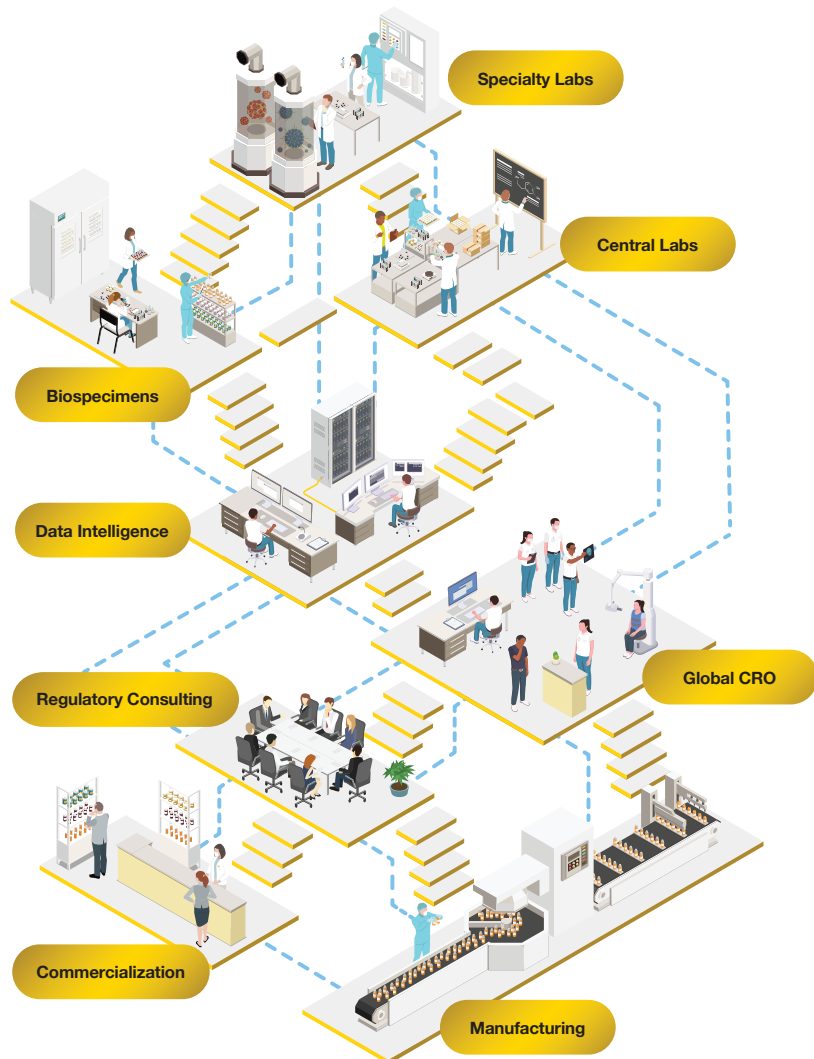 Specialty Labs
Central Labs
Biospecimens
Data Intelligence
Global CRO
Regulatory Consulting
Commercialization
Manufacturing